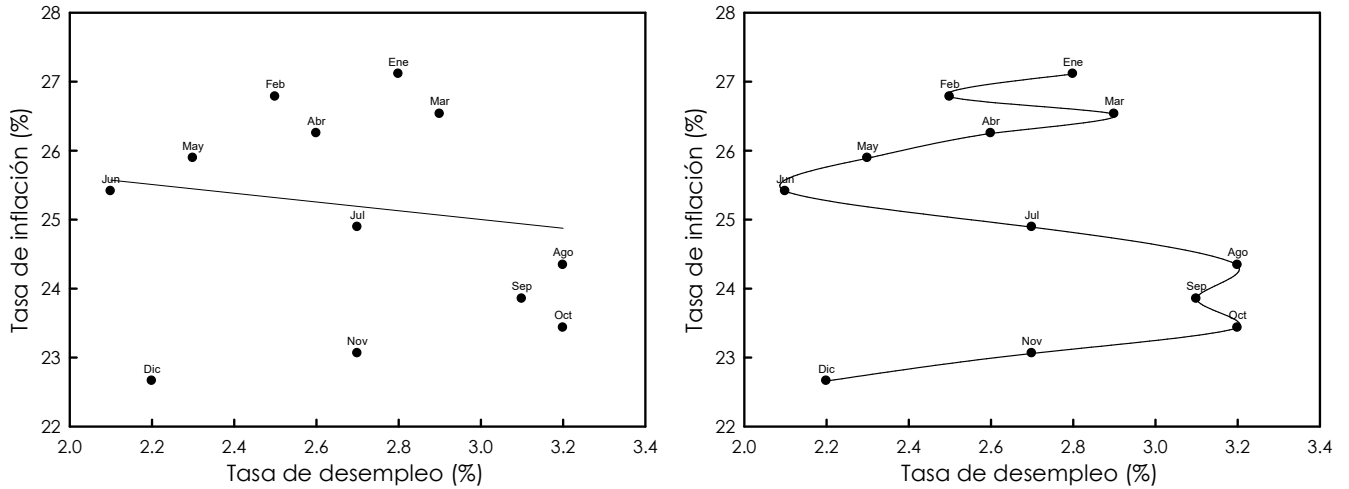 28
27
26
25
24
23
22
Tasa de inflación (%)
Ene
Feb
Mar
Abr
May
Jun
Jul
Ago
Sep
Oct
Nov
Dic
2.0 2.2 2.4 2.6 2.8 3.0 3.2 3.4
Tasa de desempleo (%)
28
27
26
25
24
23
22
Tasa de inflación (%)
Ene
Feb
Mar
Abr
May
Jun
Jul
Ago
Sep
Oct
Nov
Dic
2.0 2.2 2.4 2.6 2.8 3.0 3.2 3.4
Tasa de desempleo (%)